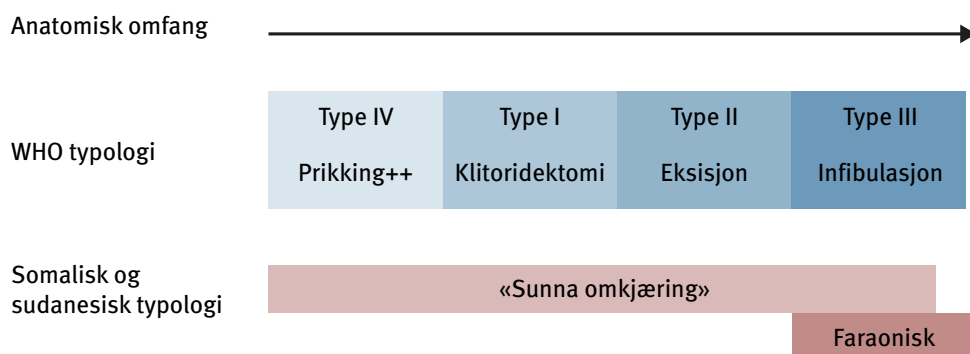 Anatomisk omfang
WHO typologi
Type IV
Prikking++
Type I
Klitoridektomi
Type II
Eksisjon
Type III
Infibulasjon
Somalisk og
sudanesisk typologi
«Sunna omkjæring»
Faraonisk